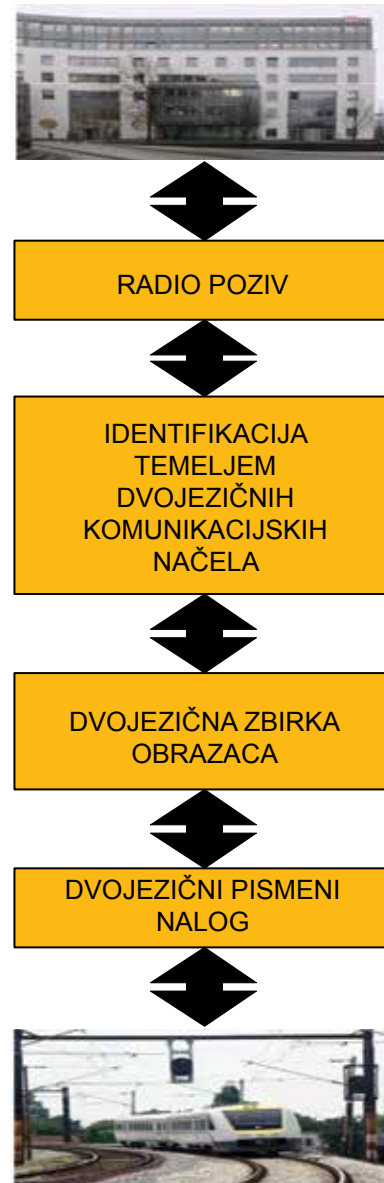 RADIO POZIV
IDENTIFIKACIJA
TEMELJEM
DVOJEZIČNIH
KOMUNIKACIJSKIH
NAČELA
DVOJEZIČNA ZBIRKA
OBRAZACA
DVOJEZIČNI PISMENI
NALOG